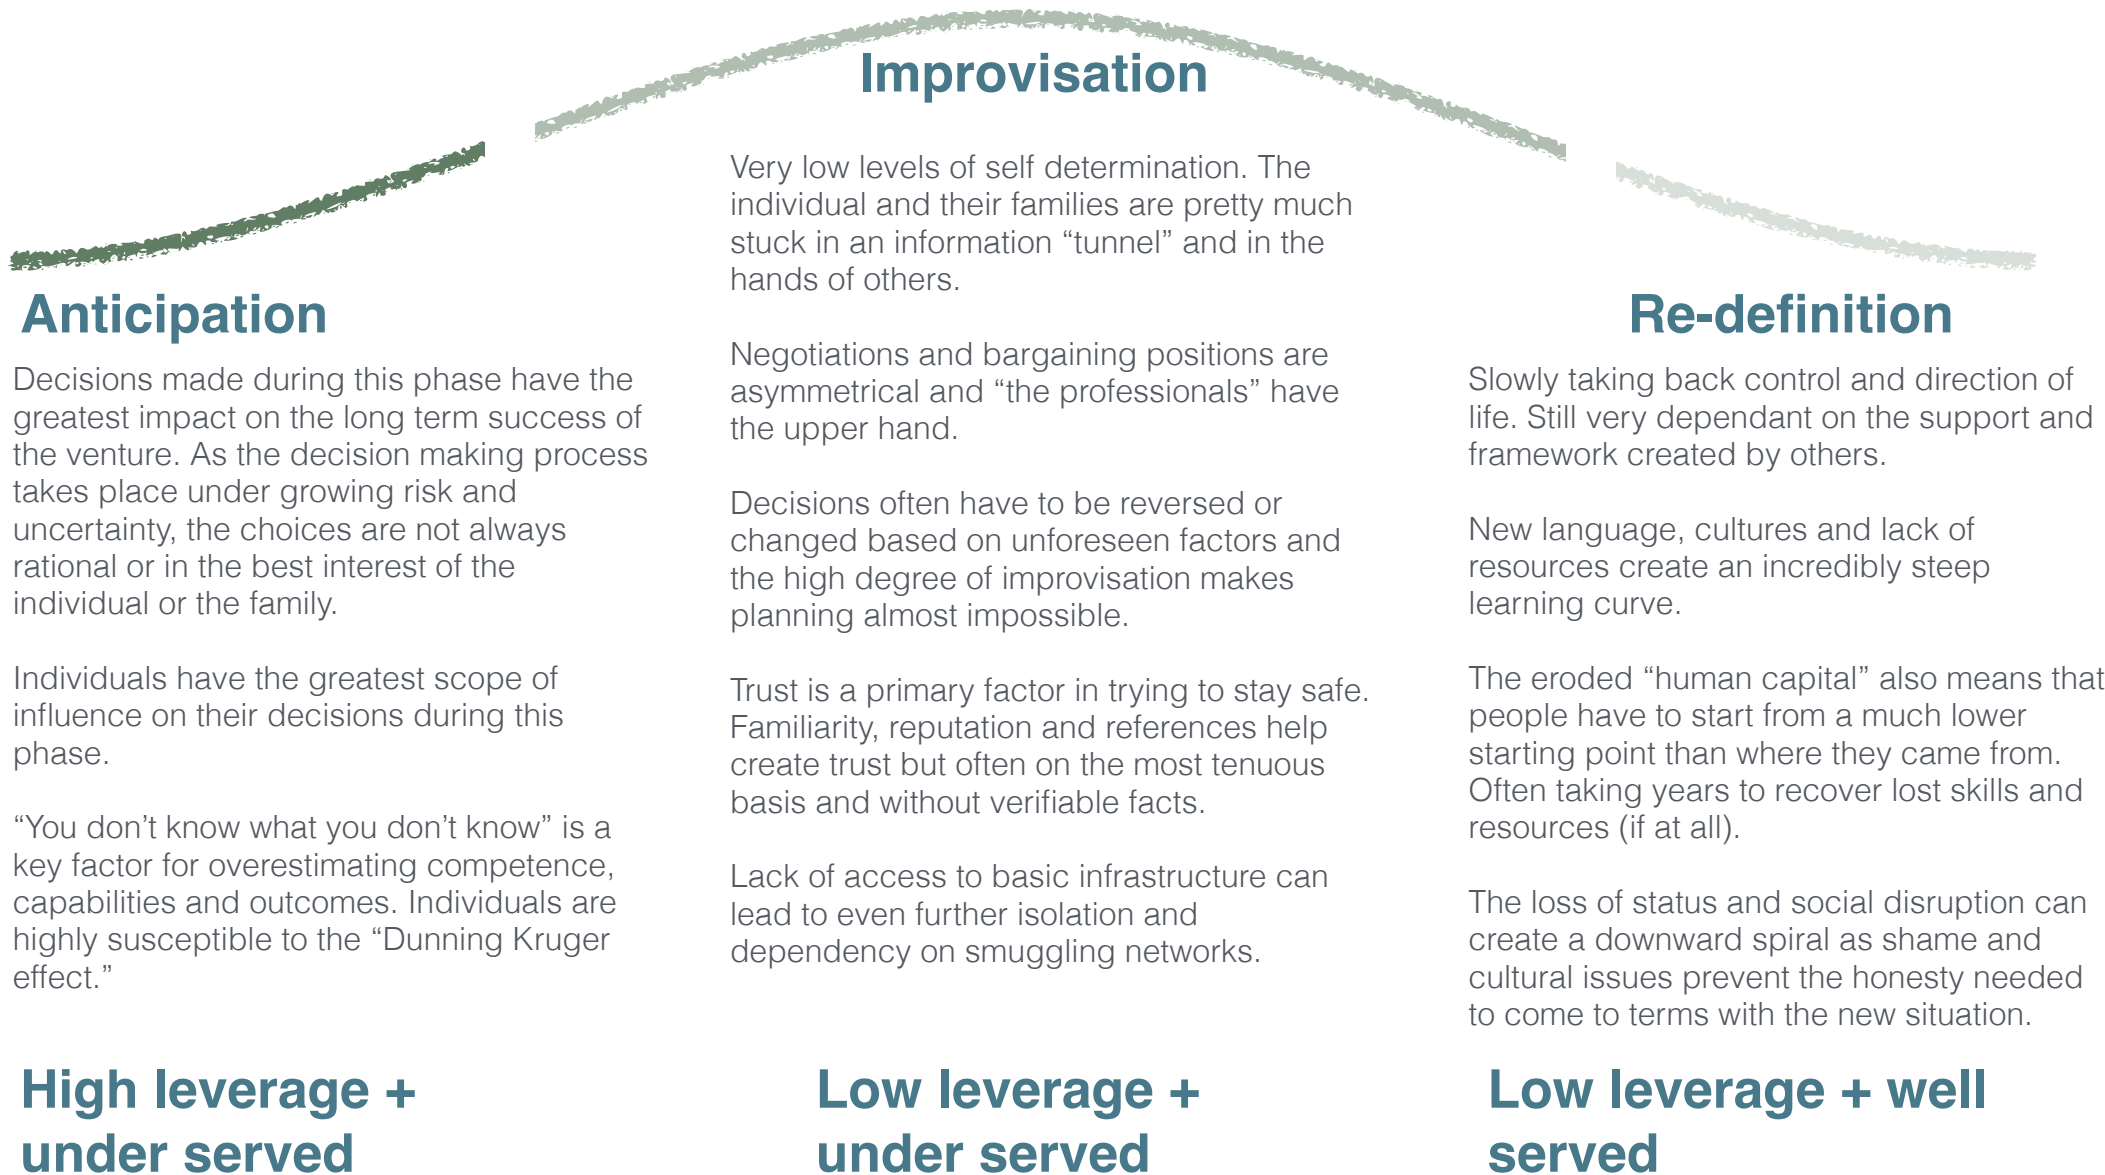 Improvisation
Anticipation
Decisions made during this phase have the
greatest impact on the long term success of
the venture. As the decision making process
takes place under growing risk and
uncertainty, the choices are not always
rational or in the best interest of the
individual or the family.
Individuals have the greatest scope of
influence on their decisions during this
phase.
“You don’t know what you don’t know” is a
key factor for overestimating competence,
capabilities and outcomes. Individuals are
highly susceptible to the “Dunning Kruger
effect.”
High leverage +
under served
Very low levels of self determination. The
individual and their families are pretty much
stuck in an information “tunnel” and in the
hands of others.
Negotiations and bargaining positions are
asymmetrical and “the professionals” have
the upper hand.
Decisions often have to be reversed or
changed based on unforeseen factors and
the high degree of improvisation makes
planning almost impossible.
Trust is a primary factor in trying to stay safe.
Familiarity, reputation and references help
create trust but often on the most tenuous
basis and without verifiable facts.
Lack of access to basic infrastructure can
lead to even further isolation and
dependency on smuggling networks.
Low leverage +
under served
Re-definition
Slowly taking back control and direction of
life. Still very dependant on the support and
framework created by others.
New language, cultures and lack of
resources create an incredibly steep
learning curve.
The eroded “human capital” also means that
people have to start from a much lower
starting point than where they came from.
Often taking years to recover lost skills and
resources (if at all).
The loss of status and social disruption can
create a downward spiral as shame and
cultural issues prevent the honesty needed
to come to terms with the new situation.
Low leverage + well
served